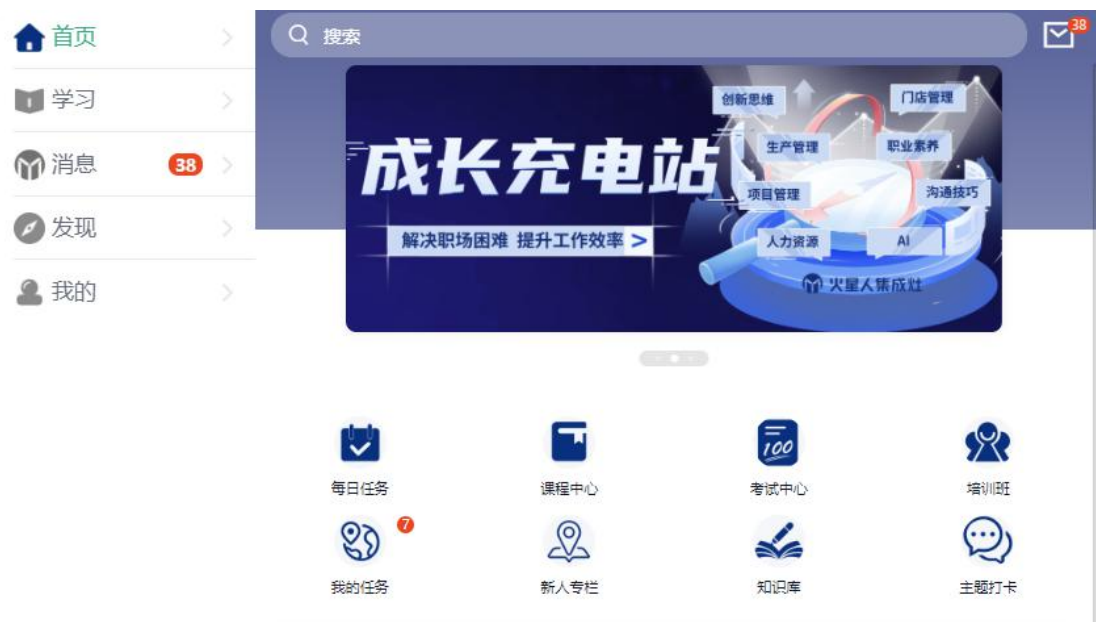 首页
学习
消息
38
发现
我的
搜索
38
成长充电站
解决职场困难 提升工作效率 >
创新思维
门店管理
生产管理
职业素养
项目管理
沟通技巧
人力资源
AI
火星人集成灶
每日任务
课程中心
100
考试中心
培训班
7
我的任务
新人专栏
知识库
主题打卡